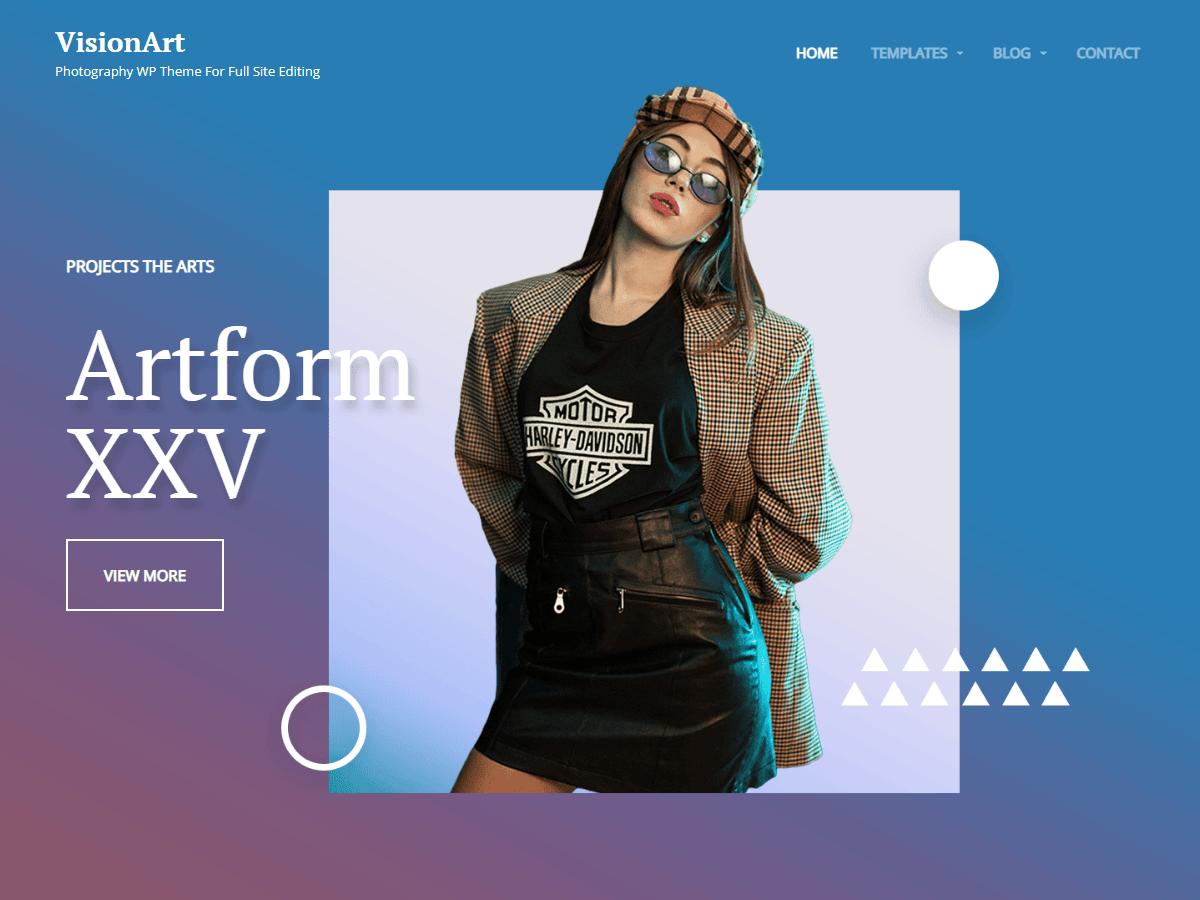 VisionArt
Photography WP Theme For Full Site Editing
HOME TEMPLATES BLOG CONTACT
PROJECTS THE ARTS
Artform
XXV
VIEW MORE
MOTOR
HARLEY-DAVIDSON
CYCLES